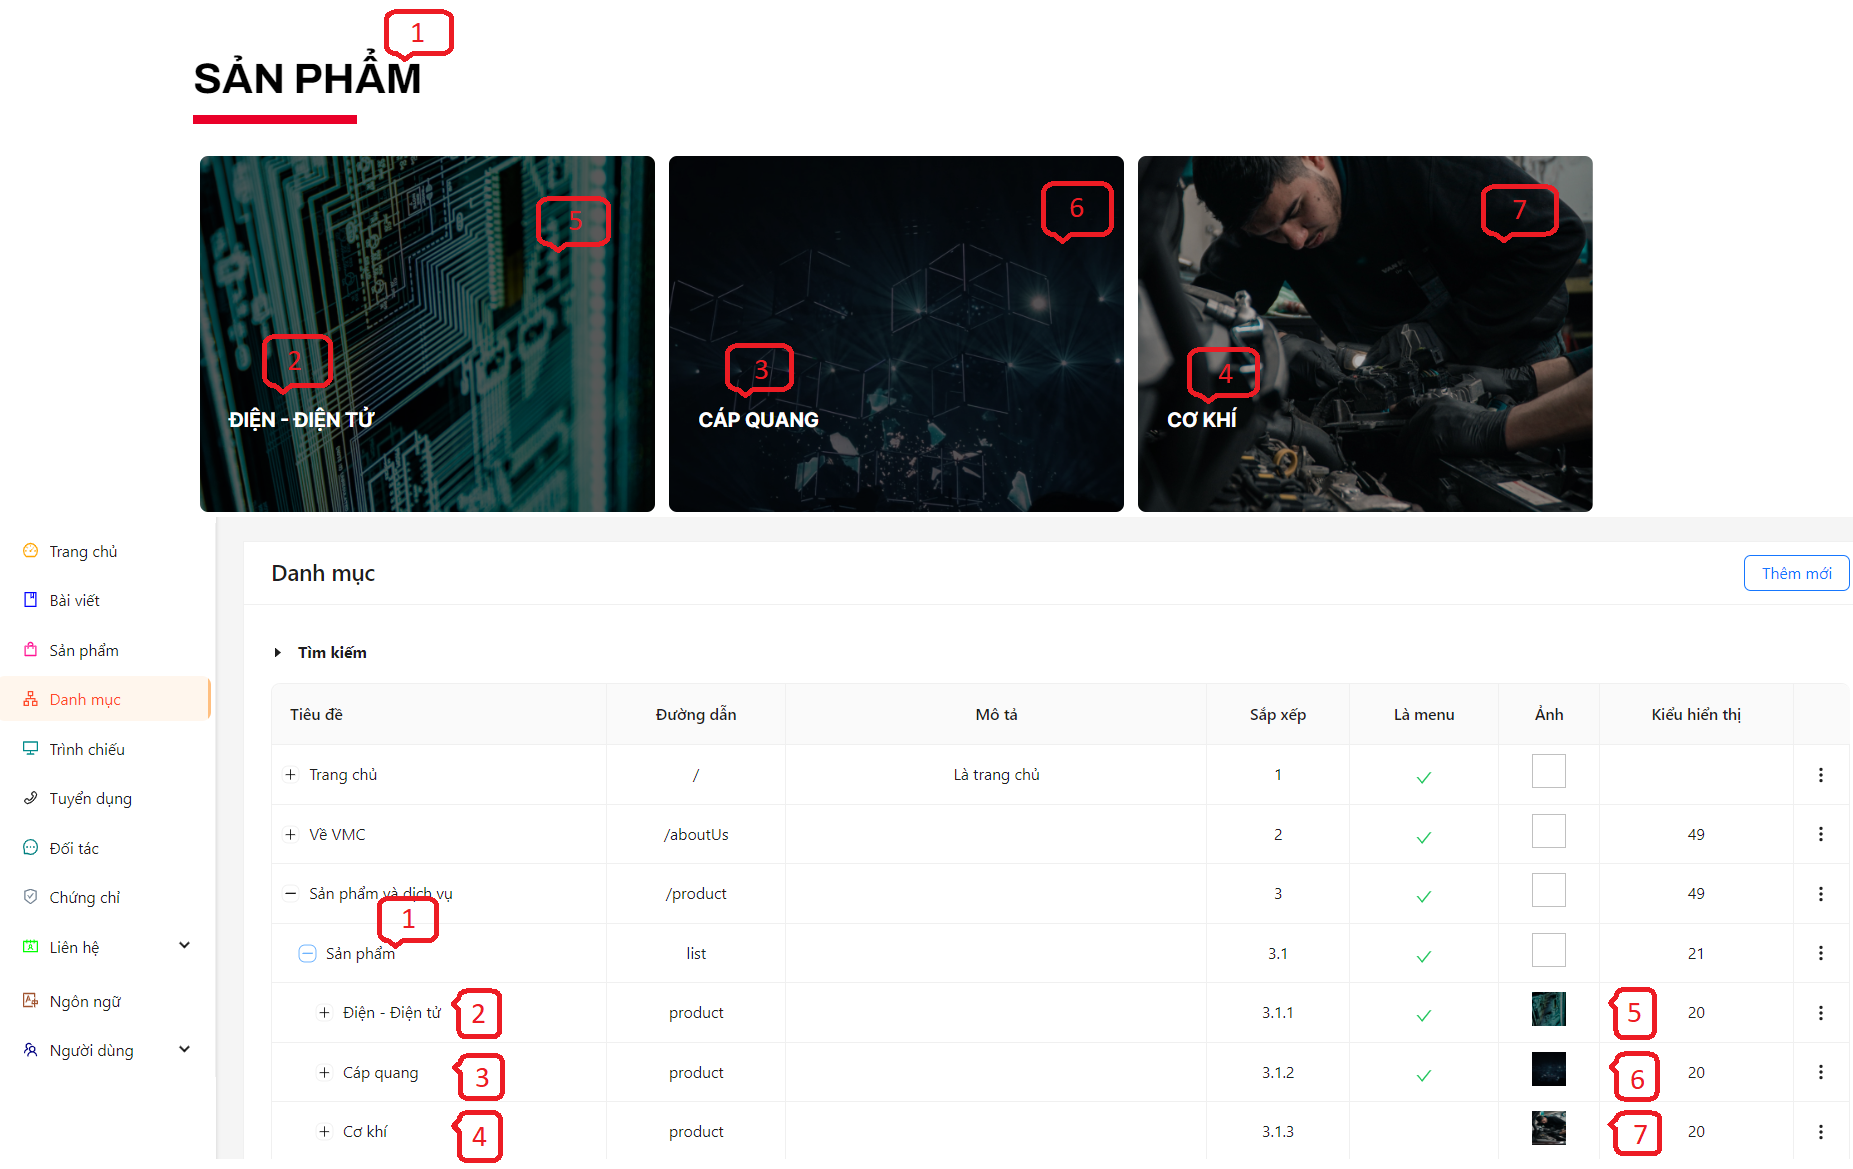 1
SẢN PHẨM
5
6
7
2
3
4
ĐIỆN - ĐIỆN TỬ
CÁP QUANG
CƠ KHÍ
Trang chủ
Bài viết
Sản phẩm
Danh mục
Trình chiếu
Tuyển dụng
Đối tác
Chứng chỉ
Liên hệ
Ngôn ngữ
Người dùng
Danh mục
Thêm mới
Tìm kiếm
Tiêu đề Đường dẫn Mô tả Sắp xếp Là menu Ảnh Kiểu hiển thị
Trang chủ / Là trang chủ 1
Về VMC /aboutUs 2 49
Sản phẩm và dịch vụ /product 3 49
1
Sản phẩm list 3.1 21
Điện - Điện tử 2 product 3.1.1 5 20
Cáp quang 3 product 3.1.2 6 20
Cơ khí 4 product 3.1.3 7 20